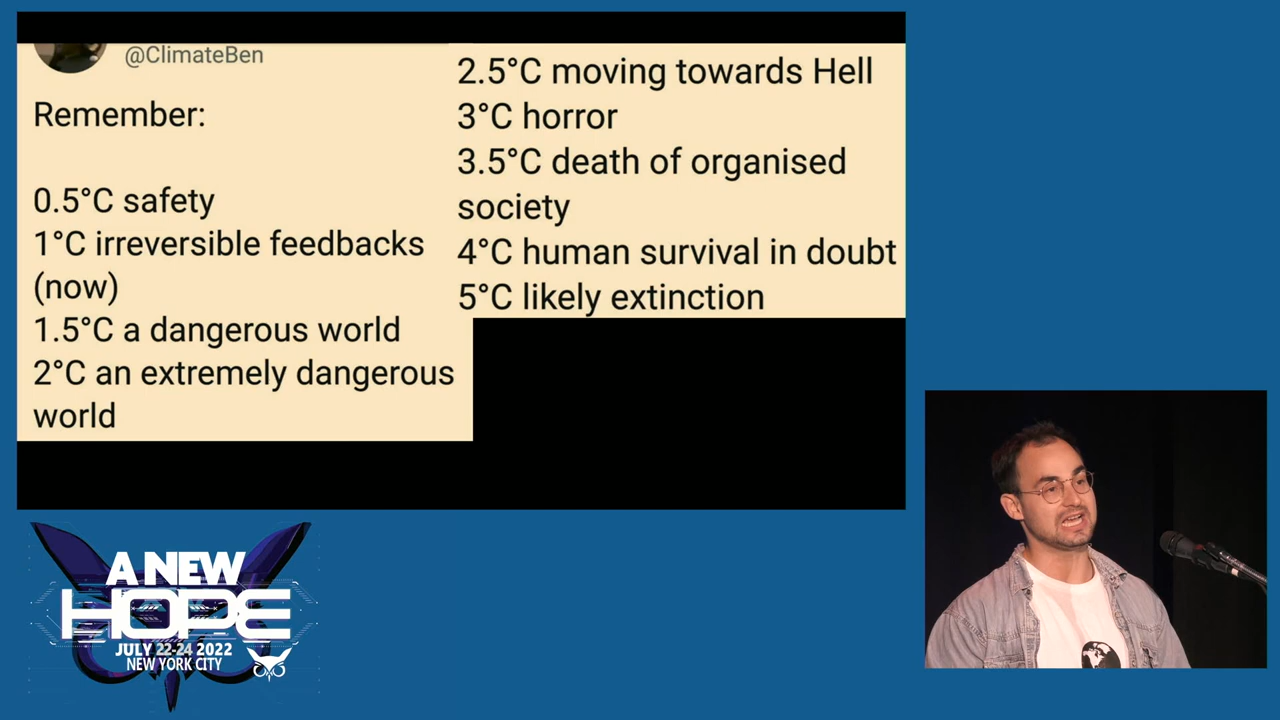 @ClimateBen
Remember:
0.5°C safety
1°C irreversible feedbacks
(now)
1.5°C a dangerous world
2°C an extremely dangerous
world
2.5°C moving towards Hell
3°C horror
3.5°C death of organised
society
4°C human survival in doubt
5°C likely extinction
A NEW
HOPE
JULY 22-24 2022
NEW YORK CITY